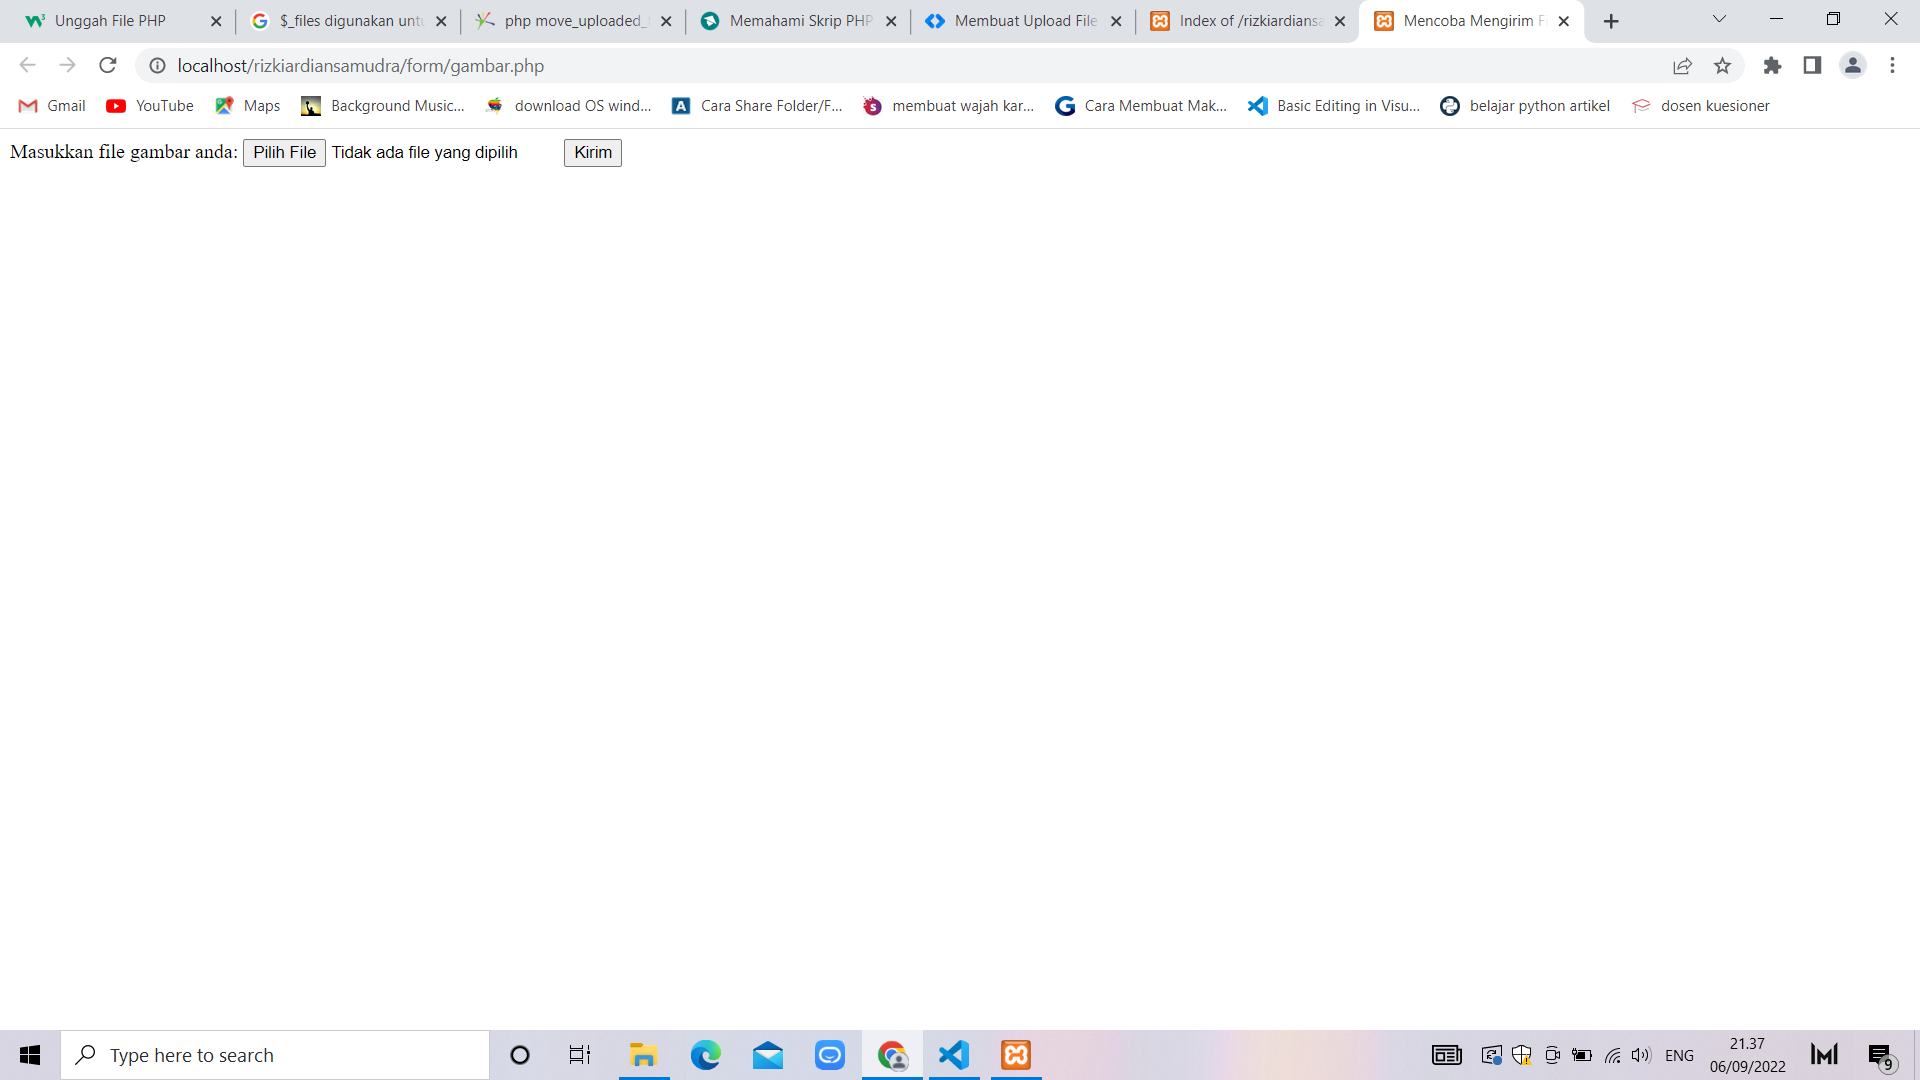 Unggah File PHP
$_files digunakan untu
php move_uploaded_
Memahami Skrip PHP
Membuat Upload File
Index of /rizkiardiansa
Mencoba Mengirim Fi
localhost/rizkiardiansamudra/form/gambar.php
Gmail
YouTube
Maps
Background Music...
download OS wind...
Cara Share Folder/F...
membuat wajah kar...
Cara Membuat Mak...
Basic Editing in Visu...
belajar python artikel
dosen kuesioner
Masukkan file gambar anda: Pilih File Tidak ada file yang dipilih Kirim
Type here to search
ENG
21.37
06/09/2022
9